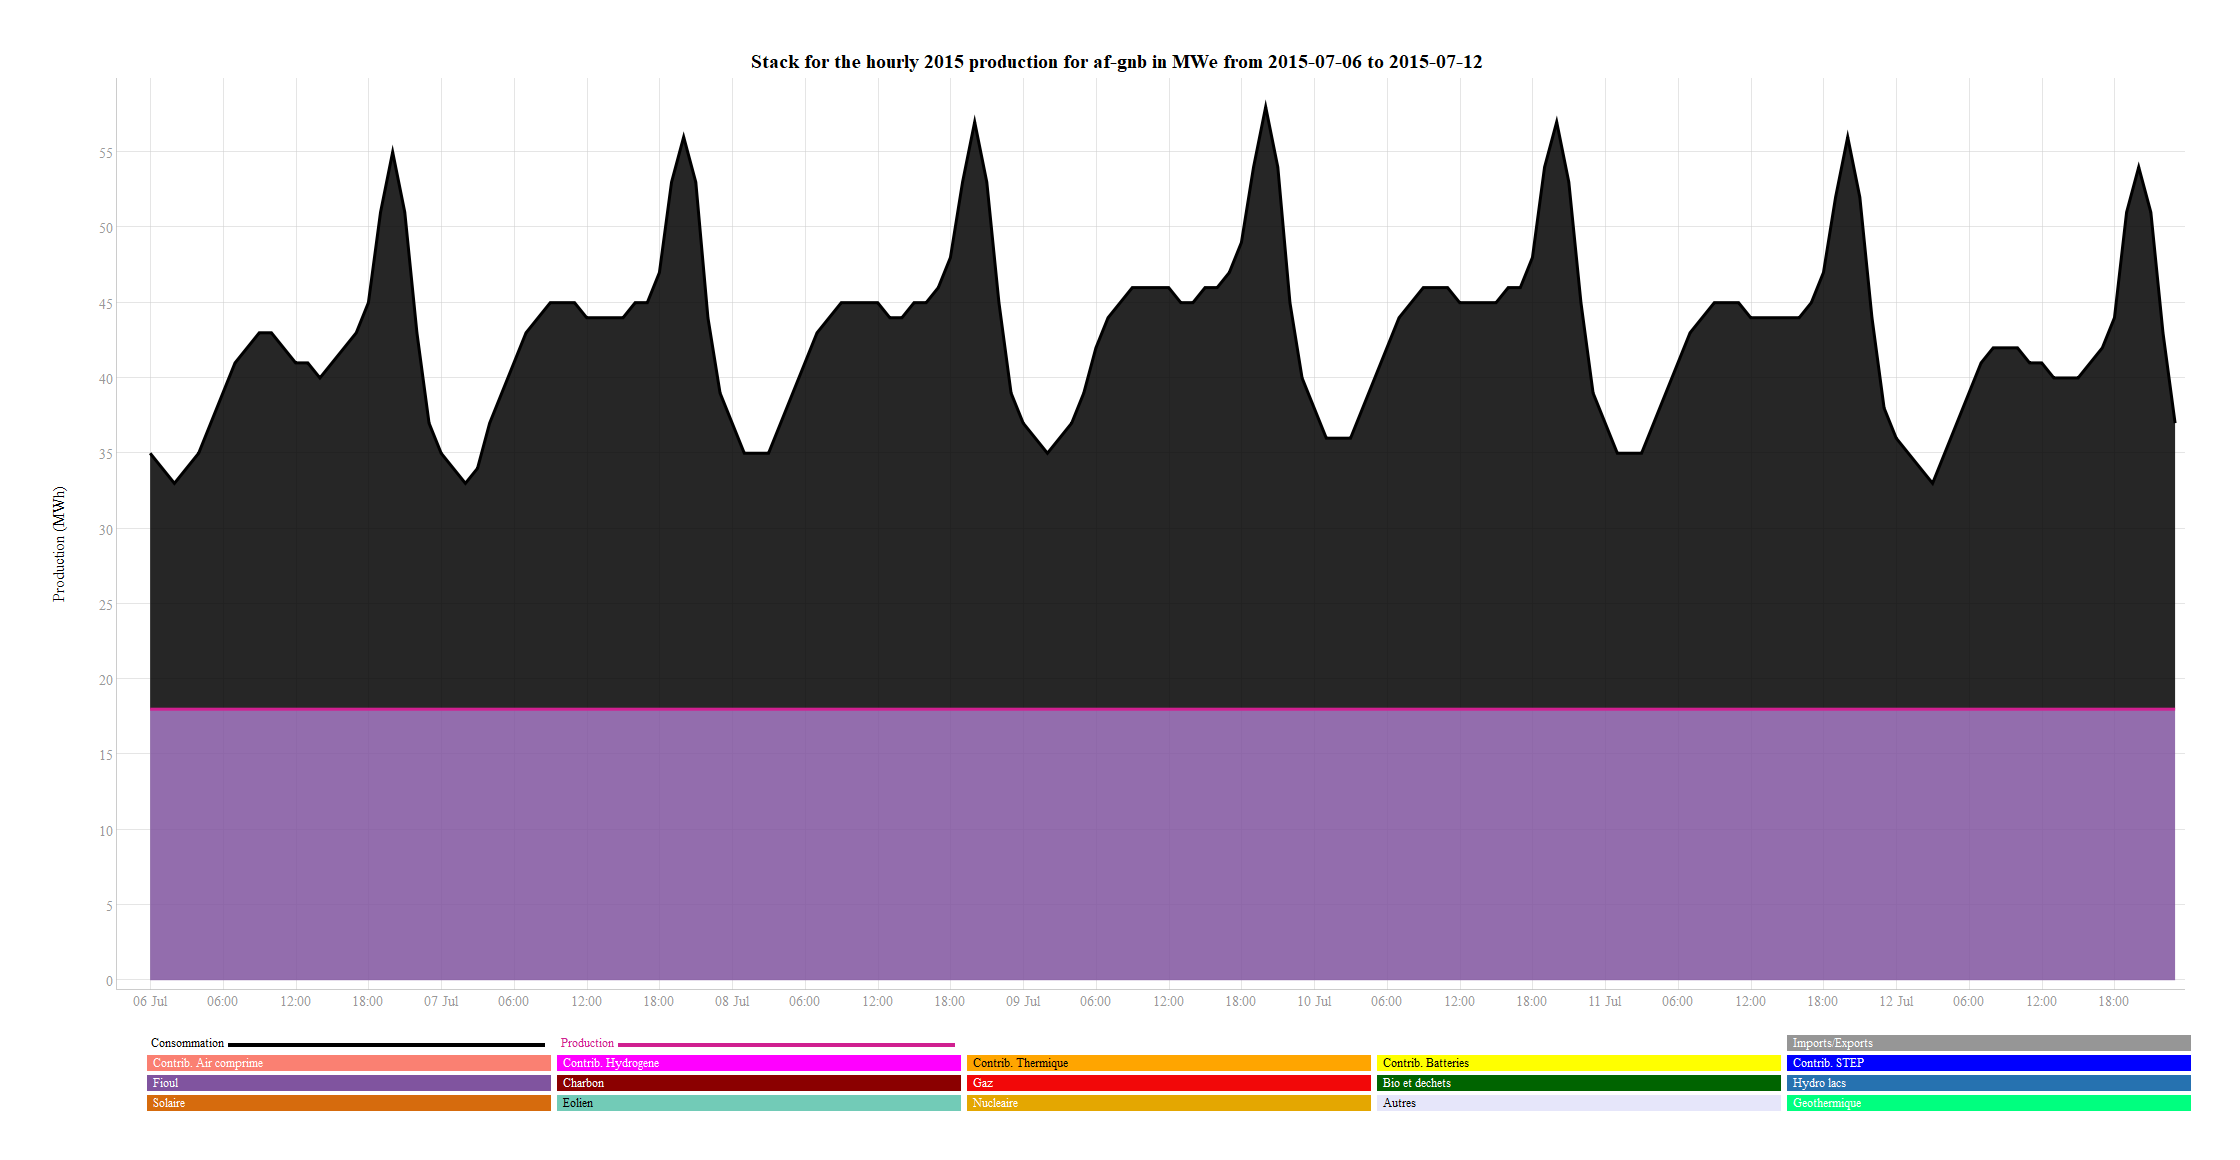 Stack for the hourly 2015 production for af-gnb in MWe from 2015-07-06 to 2015-07-12
Production (MWh)
55
50
45
40
35
30
25
20
15
10
5
0
06 Jul 06:00 12:00 18:00 07 Jul 06:00 12:00 18:00 08 Jul 06:00 12:00 18:00 09 Jul 06:00 12:00 18:00 10 Jul 06:00 12:00 18:00 11 Jul 06:00 12:00 18:00 12 Jul 06:00 12:00 18:00
Consommation Production Imports/Exports
Contrib. Air comprime Contrib. Hydrogene Contrib. Thermique Contrib. Batteries Contrib. STEP
Fioul Charbon Gaz Bio et dechets Hydro lacs
Solaire Eolien Nucleaire Autres Geothermique